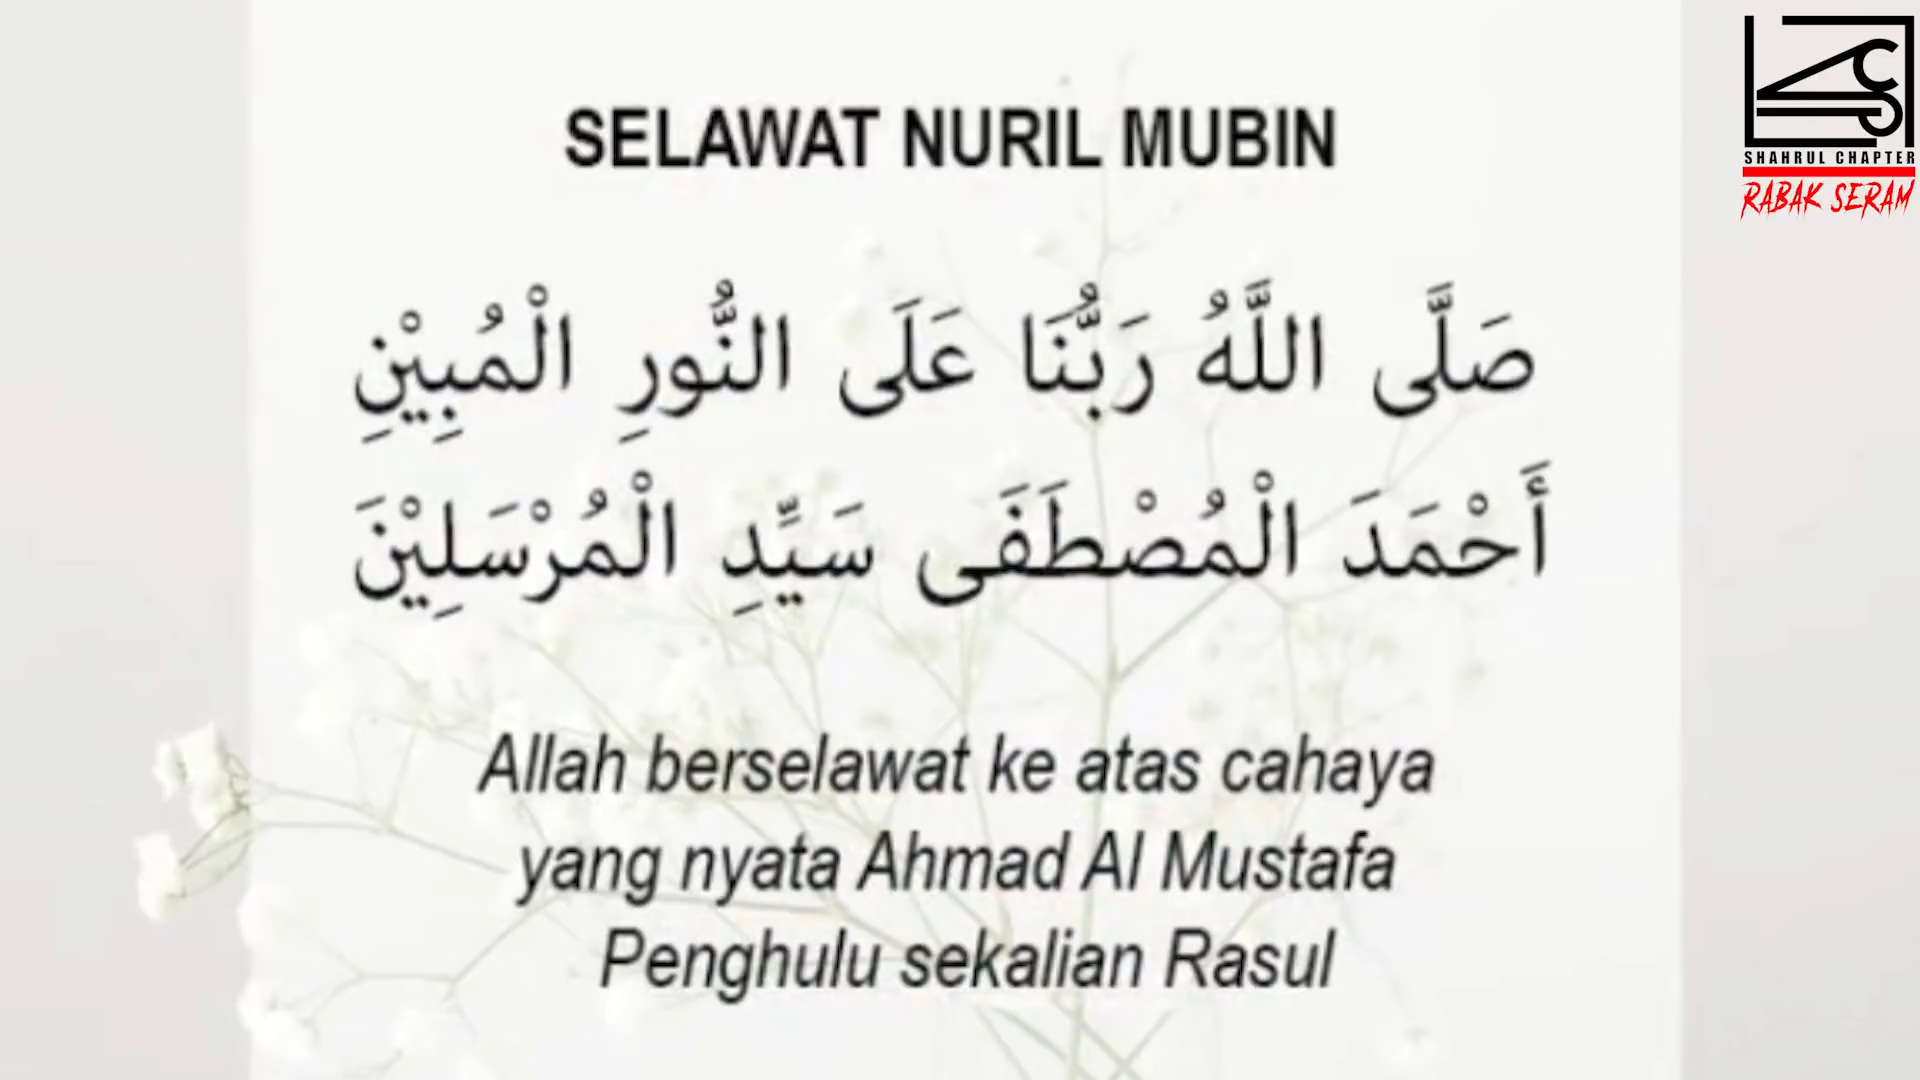 SELAWAT NURIL MUBIN
صَلَّى اللَّهُ رَبُّنَا عَلَى النُّورِ الْمُبِيْنِ
أَحْمَدَ الْمُصْطَفَى سَيِّدِ الْمُرْسَلِيْنَ
Allah berselawat ke atas cahaya
yang nyata Ahmad Al Mustafa
Penghulu sekalian Rasul
SHAHRUL CHAPTER
RABAK SERAM